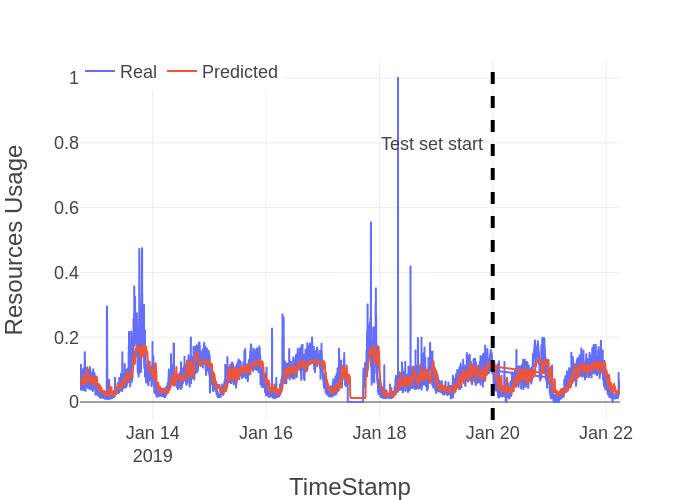 Real
Predicted
Test set start
Resources Usage
1
0.8
0.6
0.4
0.2
0
Jan 14
2019
Jan 16
Jan 18
Jan 20
Jan 22
TimeStamp